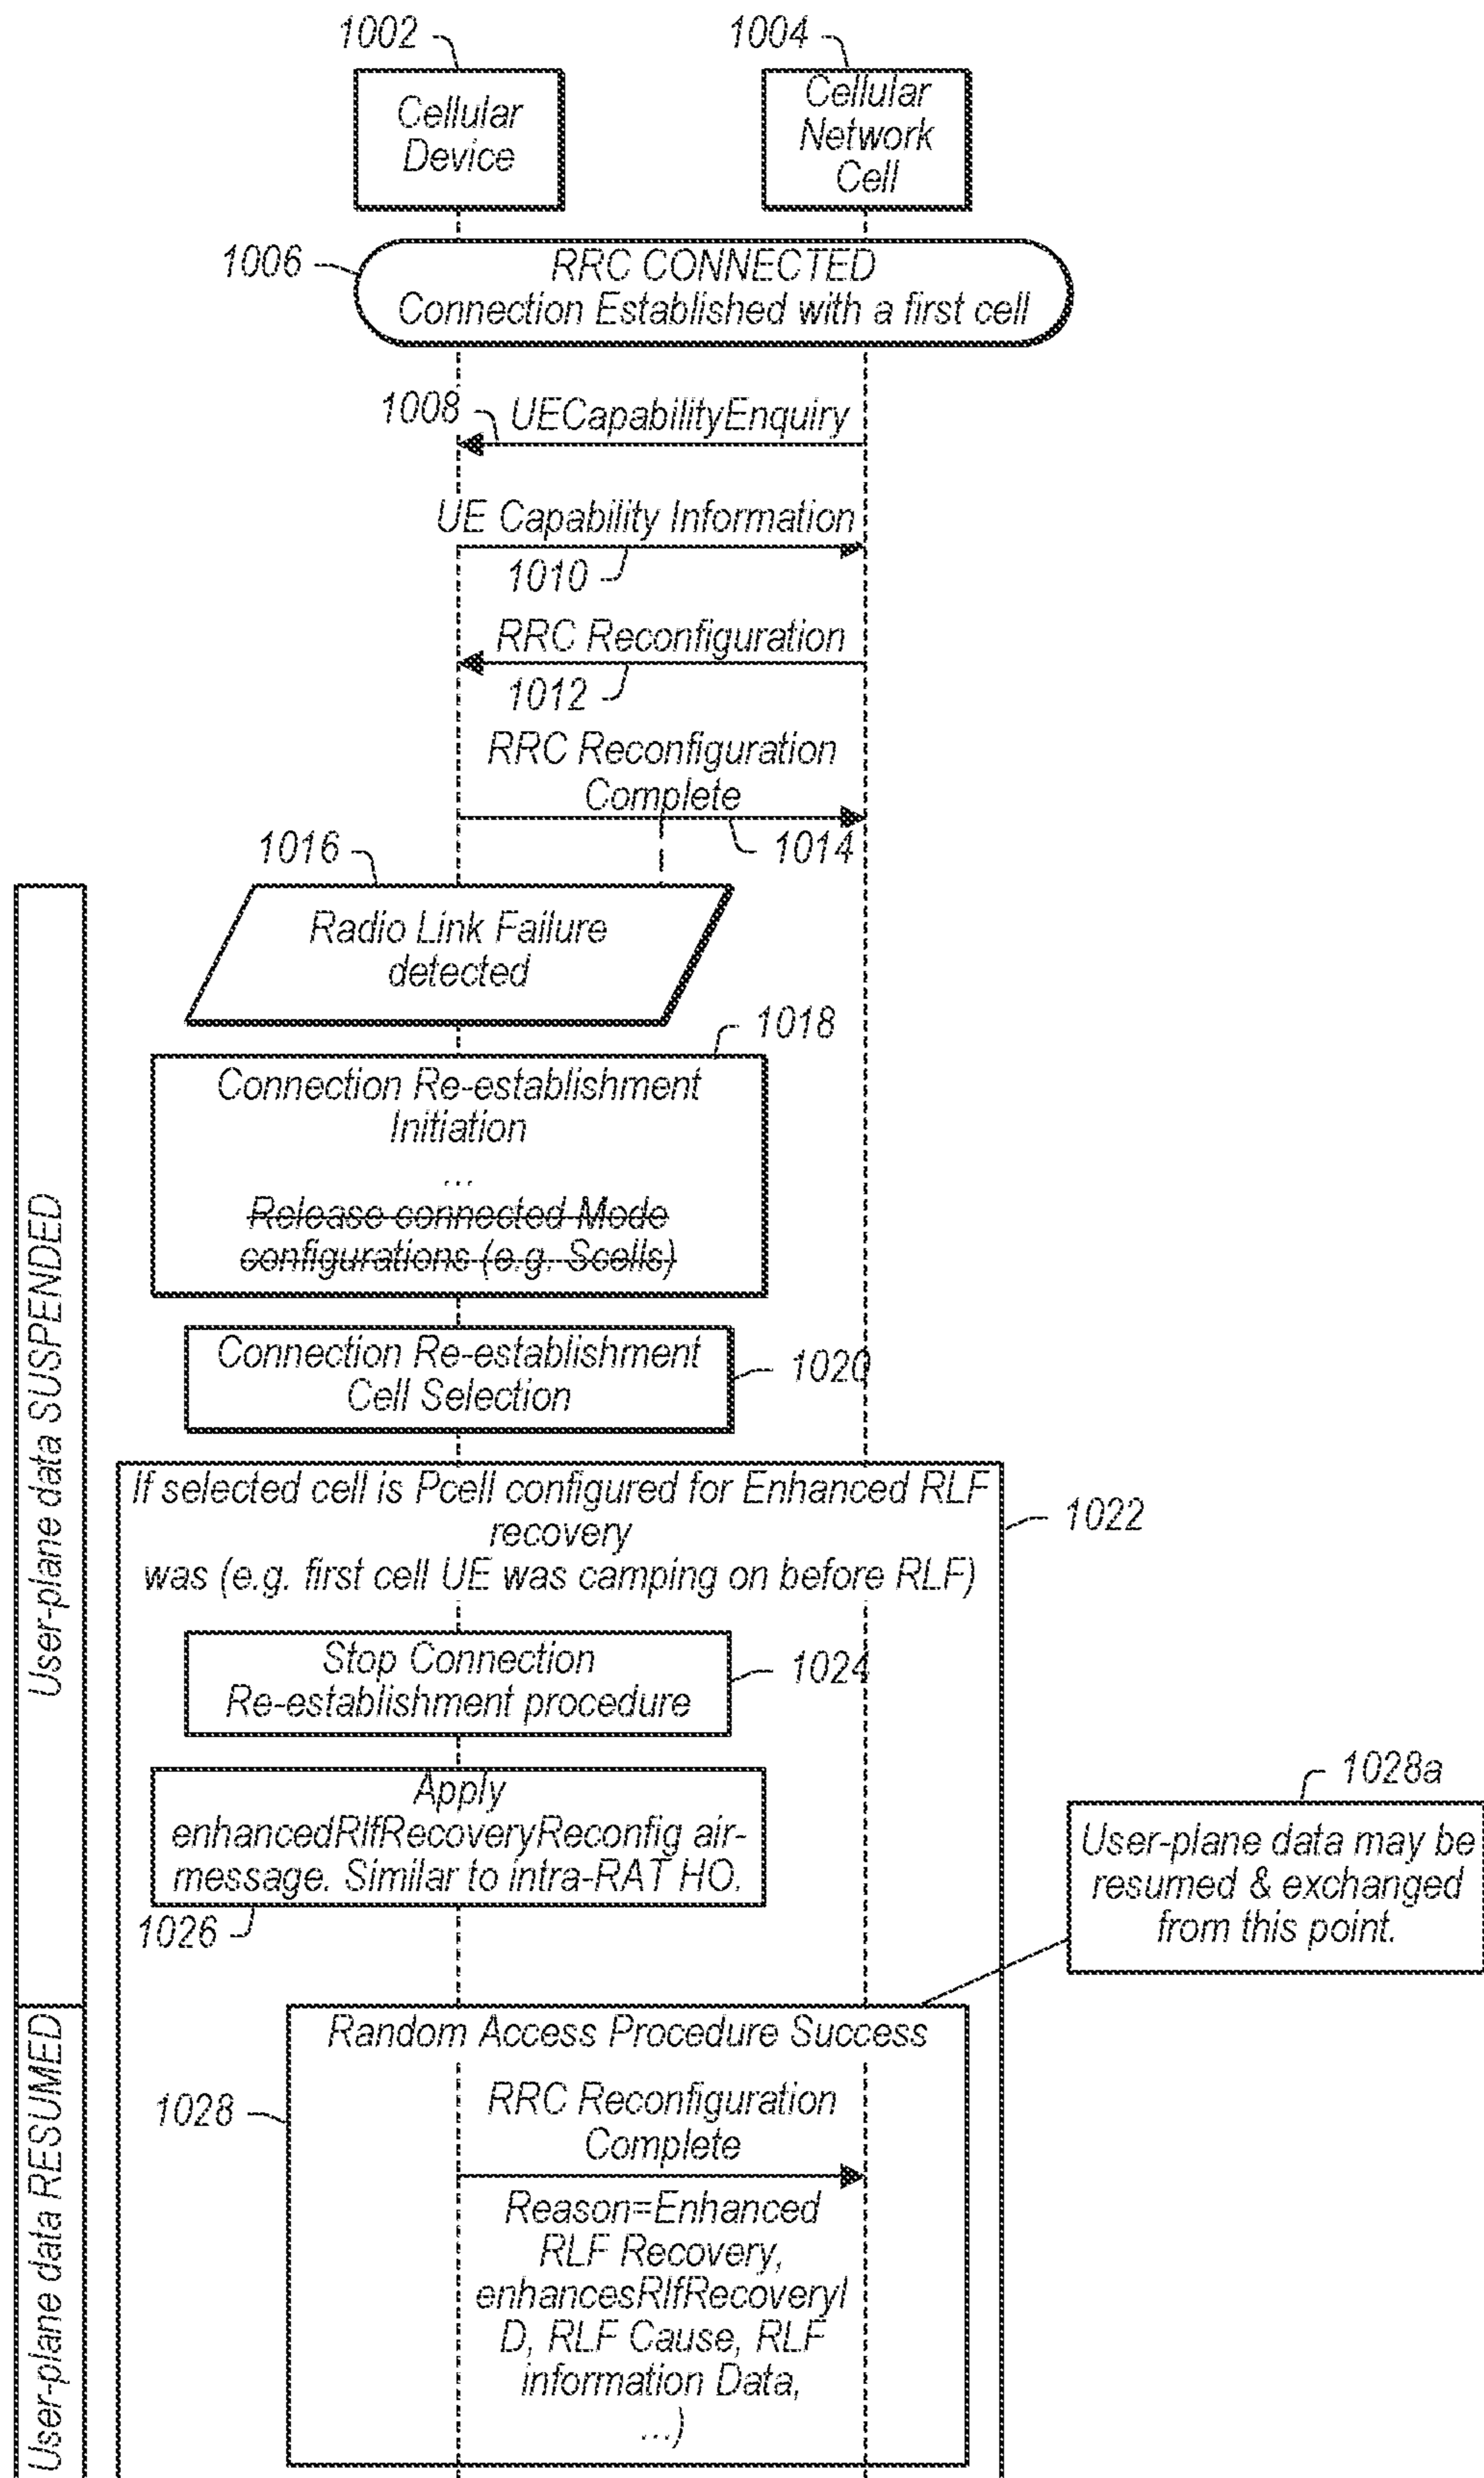 1002
1004
Cellular
Device
Cellular
Network
Cell
1006
RRC CONNECTED
Connection Established with a first cell
1008
UECapabilityEnquiry
UE Capability Information
1010
RRC Reconfiguration
1012
RRC Reconfiguration
Complete
1014
1016
Radio Link Failure
detected
1018
Connection Re-establishment
Initiation
...
Release connected Mode
configurations (e.g. Scells)
Connection Re-establishment
Cell Selection
1020
User-plane data SUSPENDED
If selected cell is Pcell configured for Enhanced RLF
recovery
was (e.g. first cell UE was camping on before RLF)
1022
Stop Connection
Re-establishment procedure
1024
Apply
enhancedRlfRecoveryReconfig air-
message. Similar to intra-RAT HO.
1026
1028a
User-plane data may be
resumed & exchanged
from this point.
User-plane data RESUMED
Random Access Procedure Success
1028
RRC Reconfiguration
Complete
Reason=Enhanced
RLF Recovery,
enhancesRlfRecoveryI
D, RLF Cause, RLF
information Data,
...)